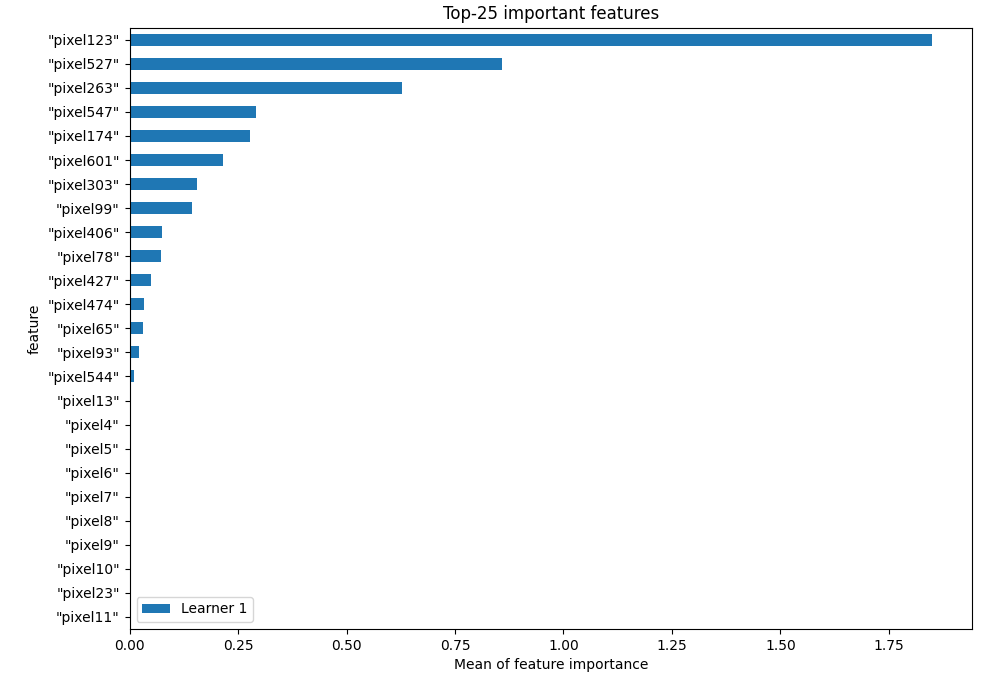 Top-25 important features
"pixel123"
"pixel527"
"pixel263"
"pixel547"
"pixel174"
"pixel601"
"pixel303"
"pixel99"
"pixel406"
"pixel78"
"pixel427"
"pixel474"
"pixel65"
"pixel93"
"pixel544"
"pixel13"
"pixel4"
"pixel5"
"pixel6"
"pixel7"
"pixel8"
"pixel9"
"pixel10"
"pixel23"
"pixel11"
feature
Learner 1
0.00 0.25 0.50 0.75 1.00 1.25 1.50 1.75
Mean of feature importance